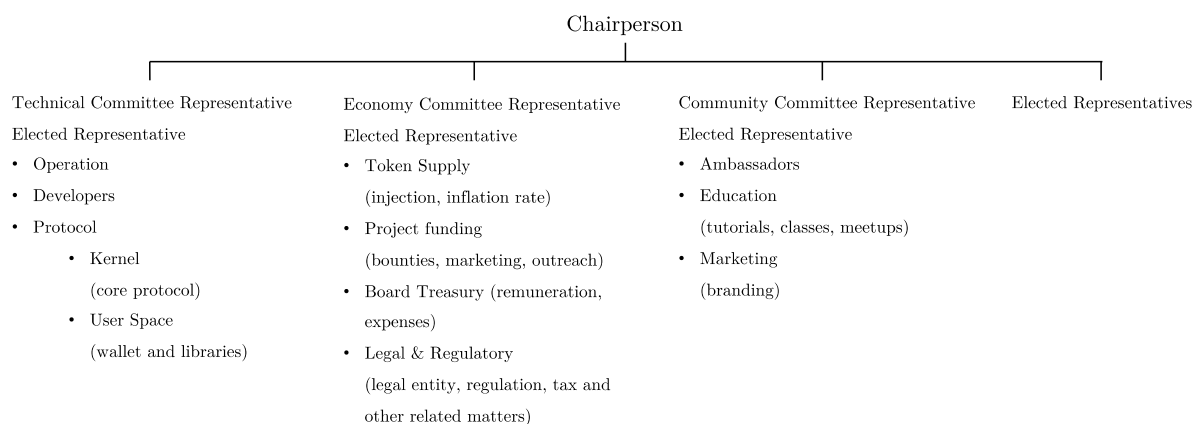 Chairperson
Technical Committee Representative
Elected Representative
• Operation
• Developers
• Protocol
• Kernel
(core protocol)
• User Space
(wallet and libraries)
Economy Committee Representative
Elected Representative
• Token Supply
(injection, inflation rate)
• Project funding
(bounties, marketing, outreach)
• Board Treasury (remuneration,
expenses)
• Legal & Regulatory
(legal entity, regulation, tax and
other related matters)
Community Committee Representative
Elected Representative
• Ambassadors
• Education
(tutorials, classes, meetups)
• Marketing
(branding)
Elected Representatives